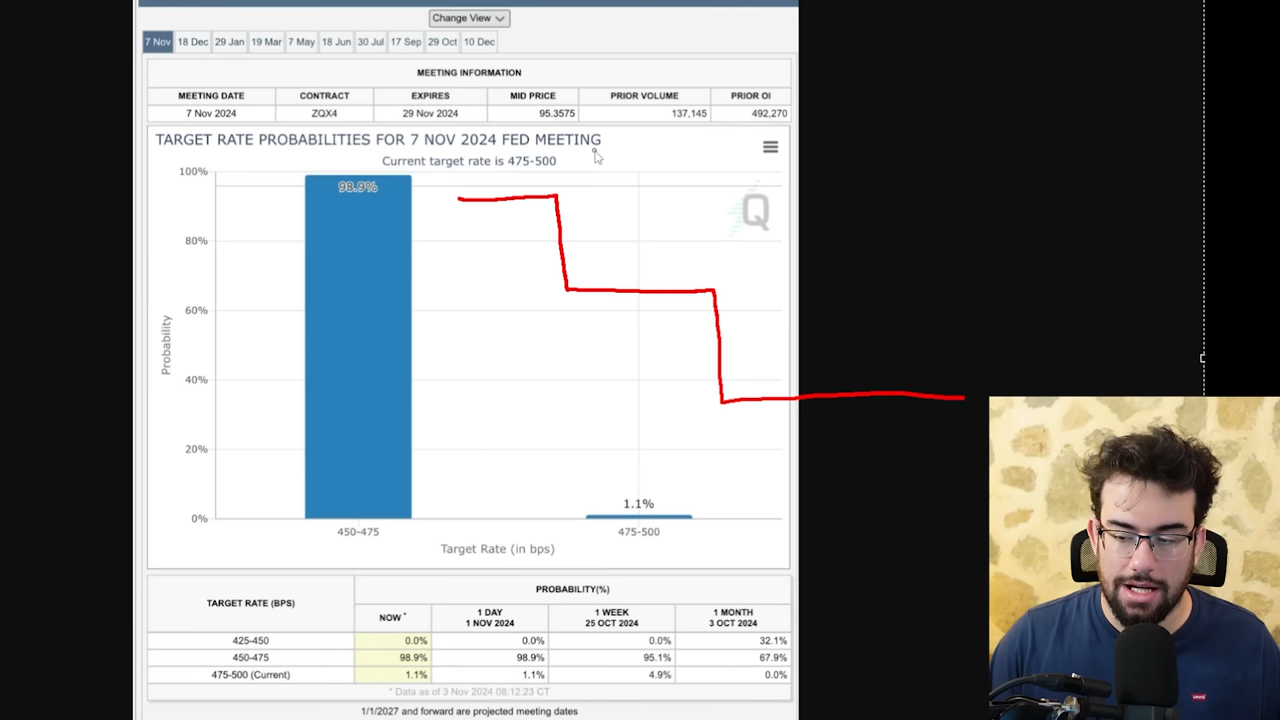 Change View
7 Nov 18 Dec 29 Jan 19 Mar 7 May 18 Jun 30 Jul 17 Sep 29 Oct 10 Dec
MEETING INFORMATION
MEETING DATE CONTRACT EXPIRES MID PRICE PRIOR VOLUME PRIOR OI
7 Nov 2024 ZQX4 29 Nov 2024 95.3575 137,145 492,270
TARGET RATE PROBABILITIES FOR 7 NOV 2024 FED MEETING
Current target rate is 475-500
100%
98.9%
Q
80%
60%
Probability
40%
20%
1.1%
0%
450-475 475-500
Target Rate (in bps)
TARGET RATE (BPS) PROBABILITY(%)
NOW * 1 DAY 1 WEEK 1 MONTH
1 NOV 2024 25 OCT 2024 3 OCT 2024
425-450 0.0% 0.0% 0.0% 32.1%
450-475 98.9% 98.9% 95.1% 67.9%
475-500 (Current) 1.1% 1.1% 4.9% 0.0%
* Data as of 3 Nov 2024 08:12:23 CT
1/1/2027 and forward are projected meeting dates